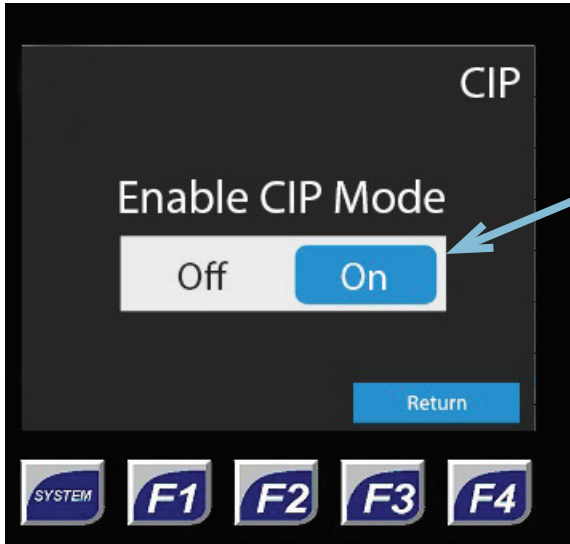 CIP
Enable CIP Mode
Off On
Return
SYSTEM F1 F2 F3 F4